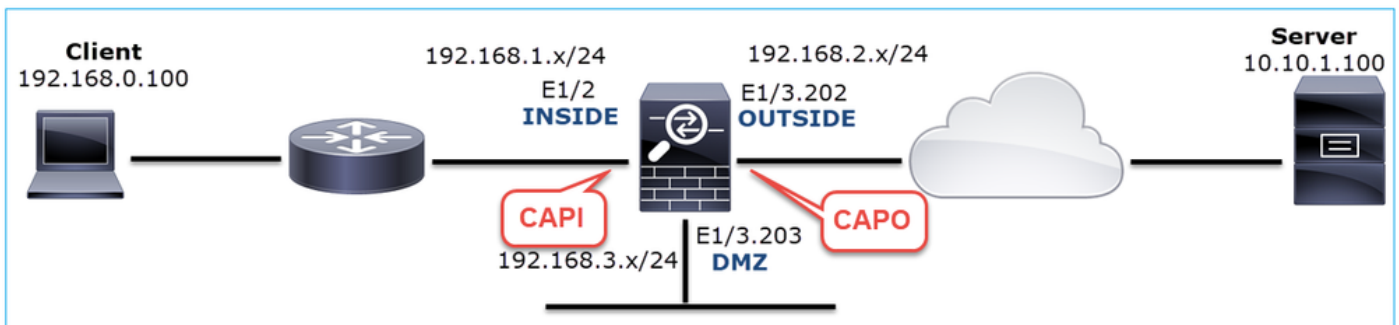 Client
192.168.0.100
192.168.1.x/24
E1/2
INSIDE
192.168.2.x/24
E1/3.202
OUTSIDE
Server
10.10.1.100
CAPI
CAPO
E1/3.203
192.168.3.x/24
DMZ